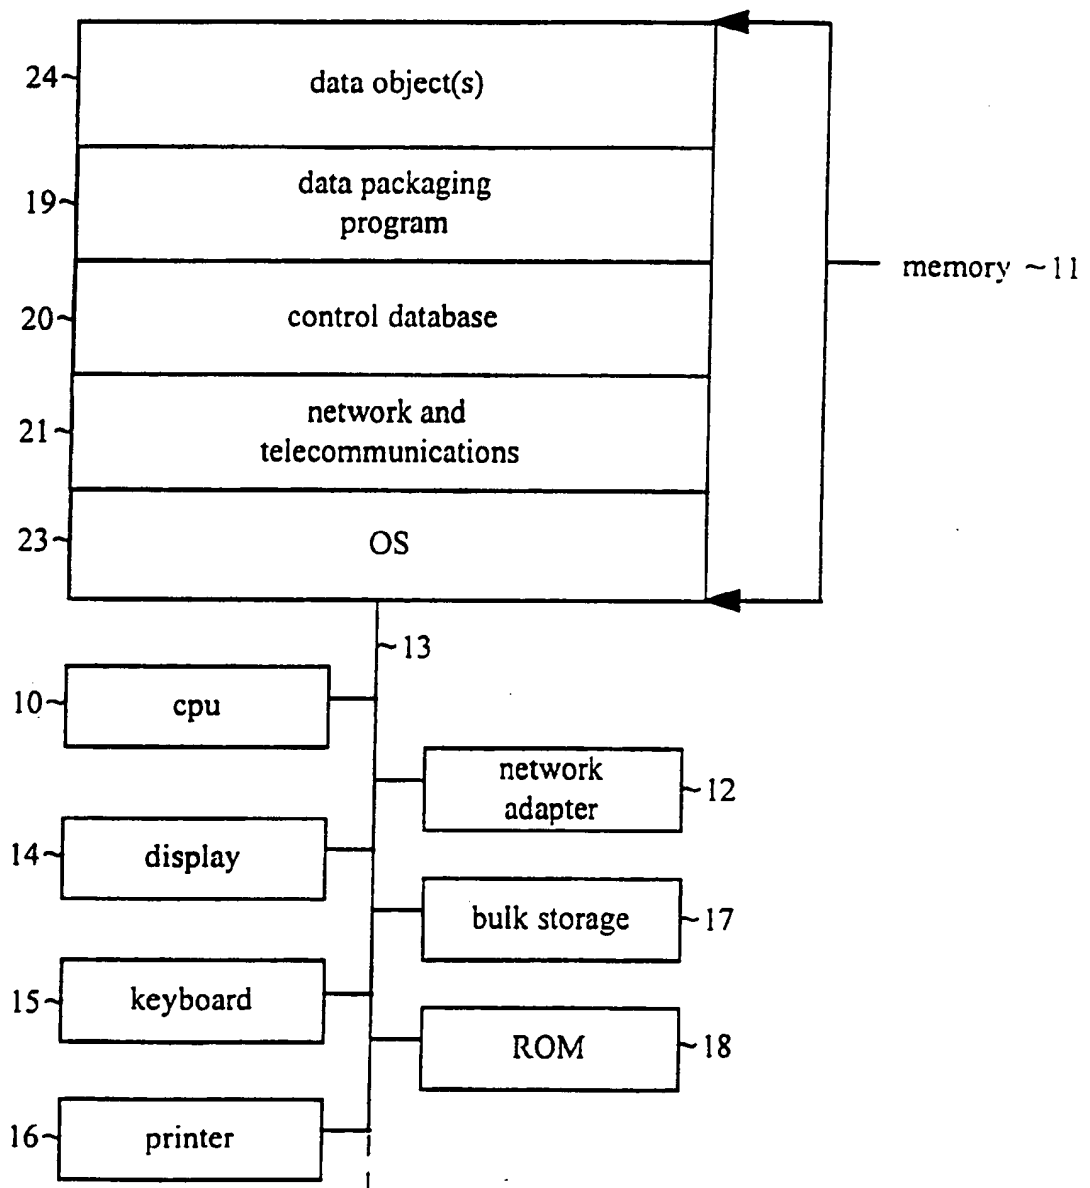 24~ data object(s)
19~ data packaging
program
memory ~11
20~ control database
21~ network and
telecommunications
23~ OS
~13
10~ cpu
network
adapter ~12
14~ display
bulk storage ~17
15~ keyboard
ROM ~18
16~ printer